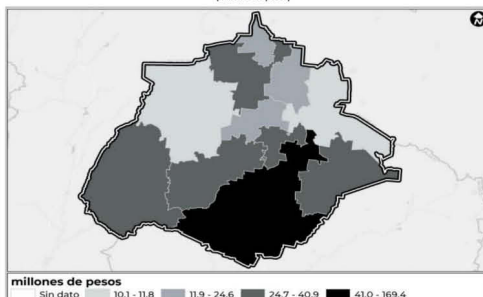 millones de pesos
Sin dato 10.1 - 11.8 11.9 - 24.6 24.7 - 40.9 41.0 - 169.4